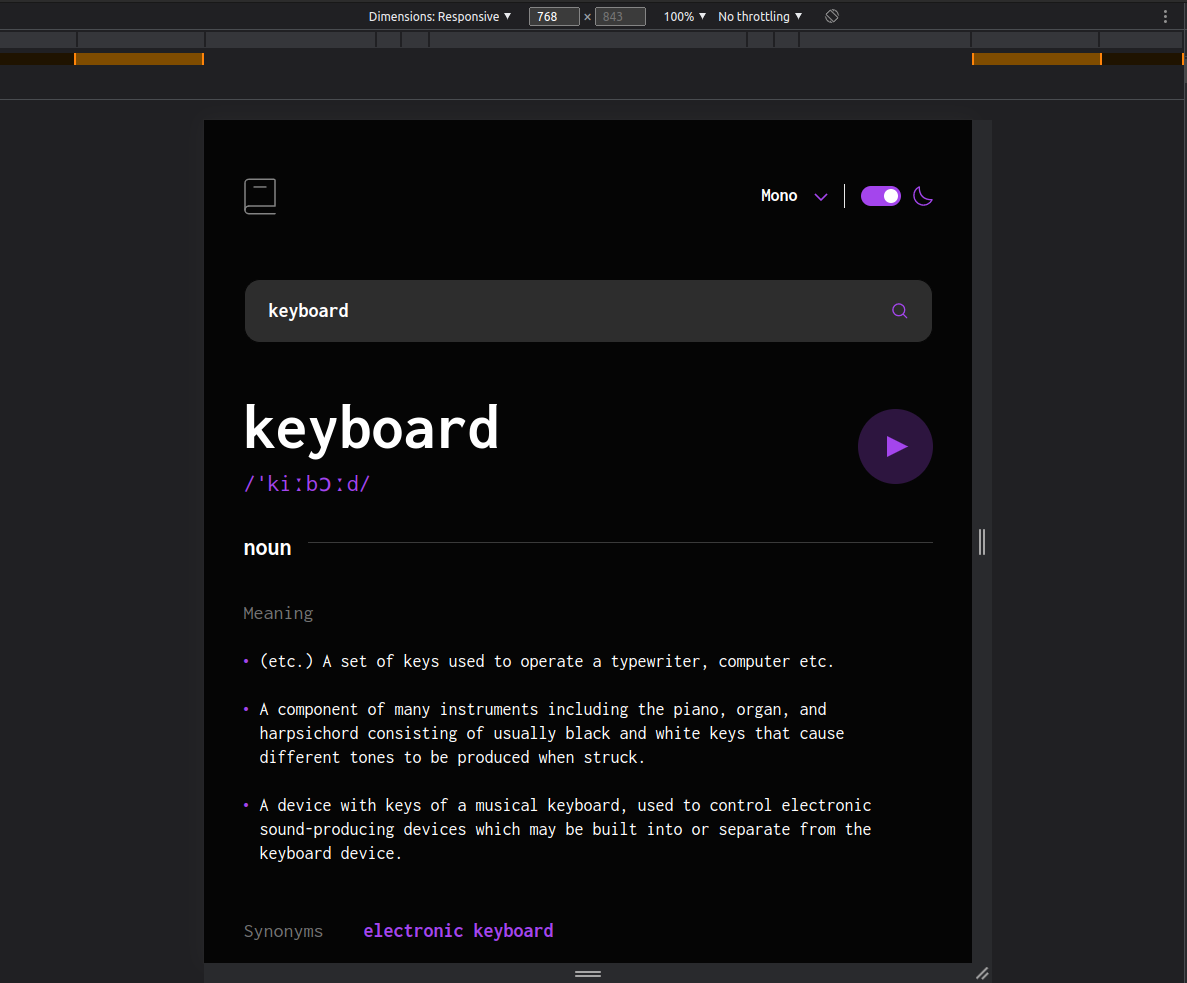 Dimensions: Responsive ▼ 768 × 843 100% ▼ No throttling ▼
Mono
keyboard
keyboard
/ˈkiːbɔːd/
noun
Meaning
• (etc.) A set of keys used to operate a typewriter, computer etc.
• A component of many instruments including the piano, organ, and
harpsichord consisting of usually black and white keys that cause
different tones to be produced when struck.
• A device with keys of a musical keyboard, used to control electronic
sound-producing devices which may be built into or separate from the
keyboard device.
Synonyms electronic keyboard